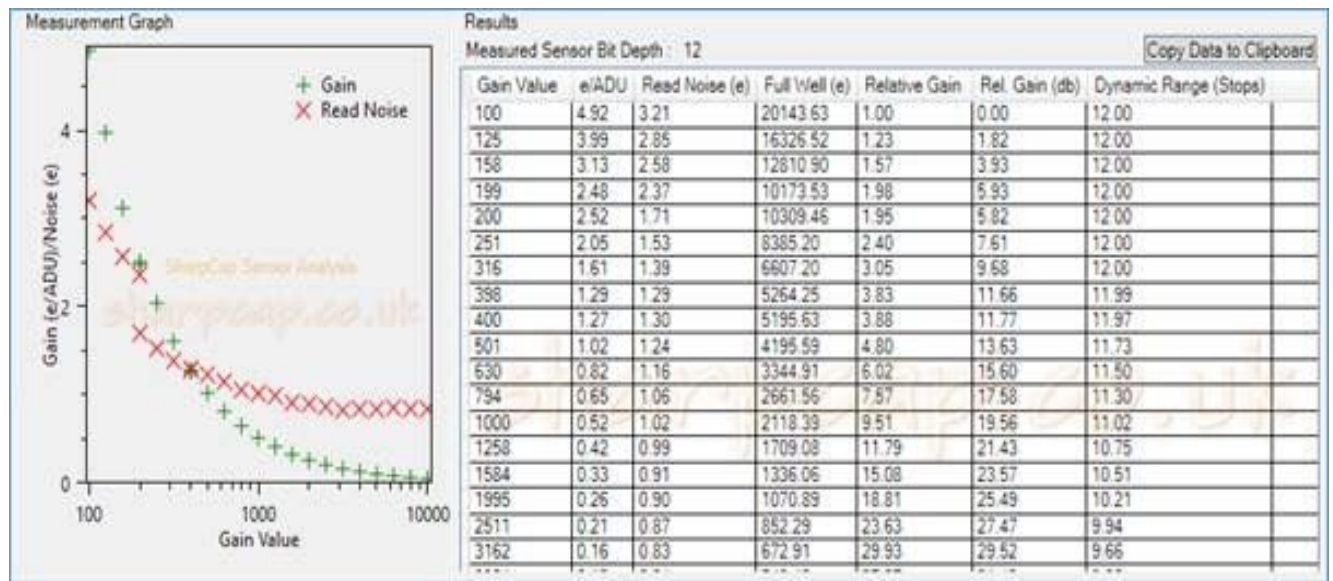 Measurement Graph
Gain
Read Noise
4
2
0
100 1000 10000
Gain Value
Gain (e/ADU)/Noise (e)
SharpCap Sensor Analysis
sharpcap.co.uk
Results
Measured Sensor Bit Depth : 12
Copy Data to Clipboard
Gain Value e/ADU Read Noise (e) Full Well (e) Relative Gain Rel. Gain (db) Dynamic Range (Stops)
100 4.92 3.21 20143.63 1.00 0.00 12.00
125 3.99 2.85 16326.52 1.23 1.82 12.00
158 3.13 2.58 12810.90 1.57 3.93 12.00
199 2.48 2.37 10173.53 1.98 5.93 12.00
200 2.52 1.71 10309.46 1.95 5.82 12.00
251 2.05 1.53 8385.20 2.40 7.61 12.00
316 1.61 1.39 6607.20 3.05 9.68 12.00
398 1.29 1.29 5264.25 3.83 11.66 11.99
400 1.27 1.30 5195.63 3.88 11.77 11.97
501 1.02 1.24 4195.59 4.80 13.63 11.73
630 0.82 1.16 3344.91 6.02 15.60 11.50
794 0.65 1.06 2661.56 7.57 17.58 11.30
1000 0.52 1.02 2118.39 9.51 19.56 11.02
1258 0.42 0.99 1709.08 11.79 21.43 10.75
1584 0.33 0.91 1336.06 15.08 23.57 10.51
1995 0.26 0.90 1070.89 18.81 25.49 10.21
2511 0.21 0.87 852.29 23.63 27.47 9.94
3162 0.16 0.83 672.91 29.93 29.52 9.66
sharpcap.co.uk